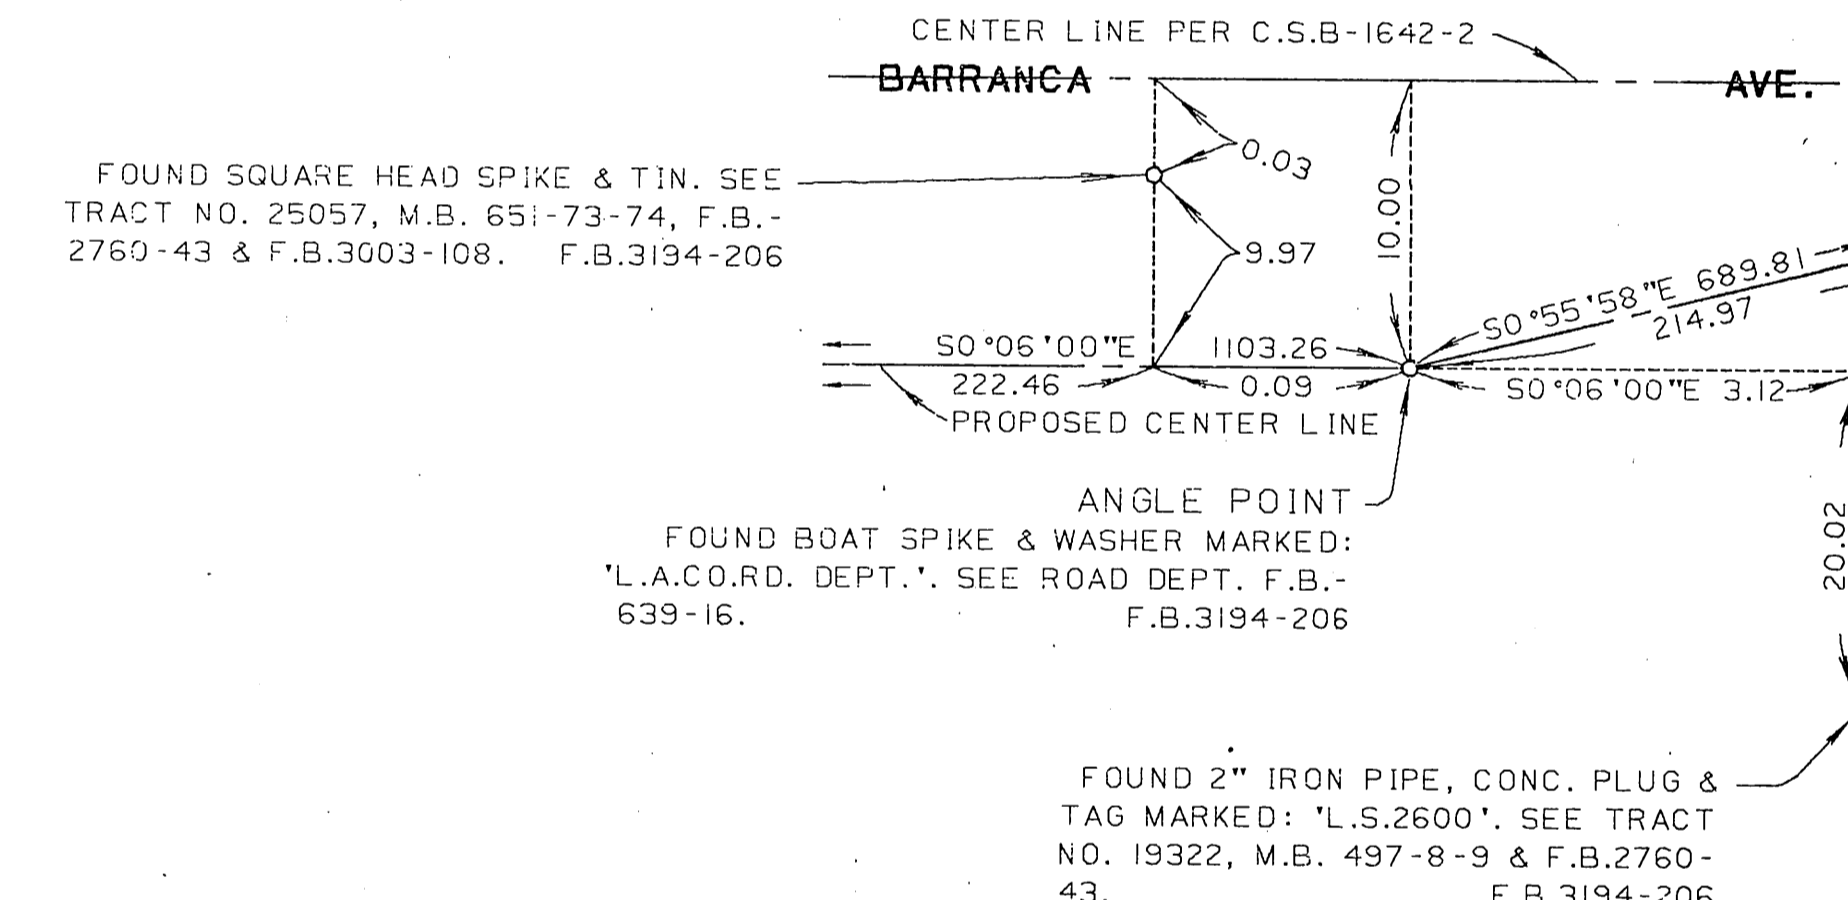 CENTER LINE PER C.S.B-1642-2
BARRANCA AVE.
0.03
FOUND SQUARE HEAD SPIKE & TIN. SEE
TRACT NO. 25057, M.B. 651-73-74, F.B.-
2760-43 & F.B.3003-108. F.B.3194-206
10.00
9.97
S0°55'58"E 689.81
214.97
S0°06'00"E 1103.26
222.46 0.09 S0°06'00"E 3.12
PROPOSED CENTER LINE
ANGLE POINT
FOUND BOAT SPIKE & WASHER MARKED:
'L.A.CO.RD. DEPT.'. SEE ROAD DEPT. F.B.-
639-16. F.B.3194-206
20.02
FOUND 2" IRON PIPE, CONC. PLUG &
TAG MARKED: 'L.S.2600'. SEE TRACT
NO. 19322, M.B. 497-8-9 & F.B.2760-
43. F.B.3194-206